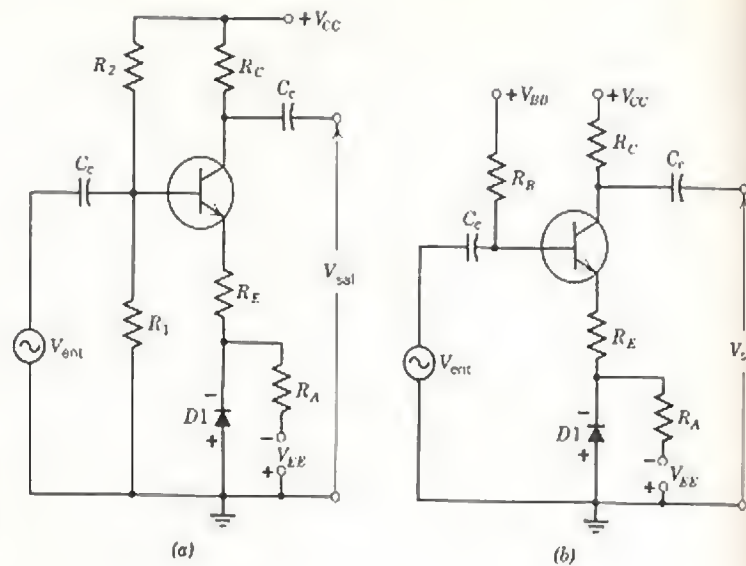 + V_CC
R_2
R_C
C_c
C_c
V_sal
R_E
R_1
V_ent
R_A
D1
−
+
−
+
V_EE
(a)
+ V_BB
+ V_CC
R_C
C_c
R_B
C_c
V_ent
R_E
V_s
R_A
D1
−
+
−
+
V_EE
(b)